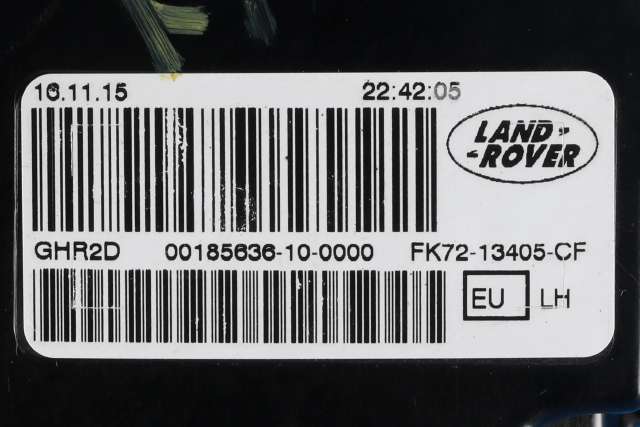 16.11.15 22:42:05
LAND-
-ROVER
GHR2D 00185636-10-0000 FK72-13405-CF
EU LH